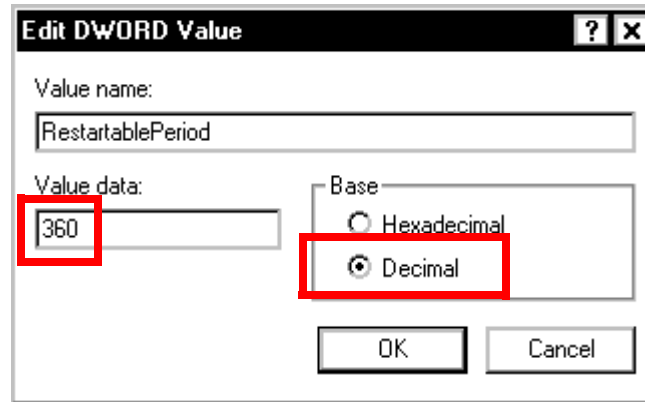 Edit DWORD Value
Value name:
RestartablePeriod
Value data:
360
Base
Hexadecimal
Decimal
OK Cancel